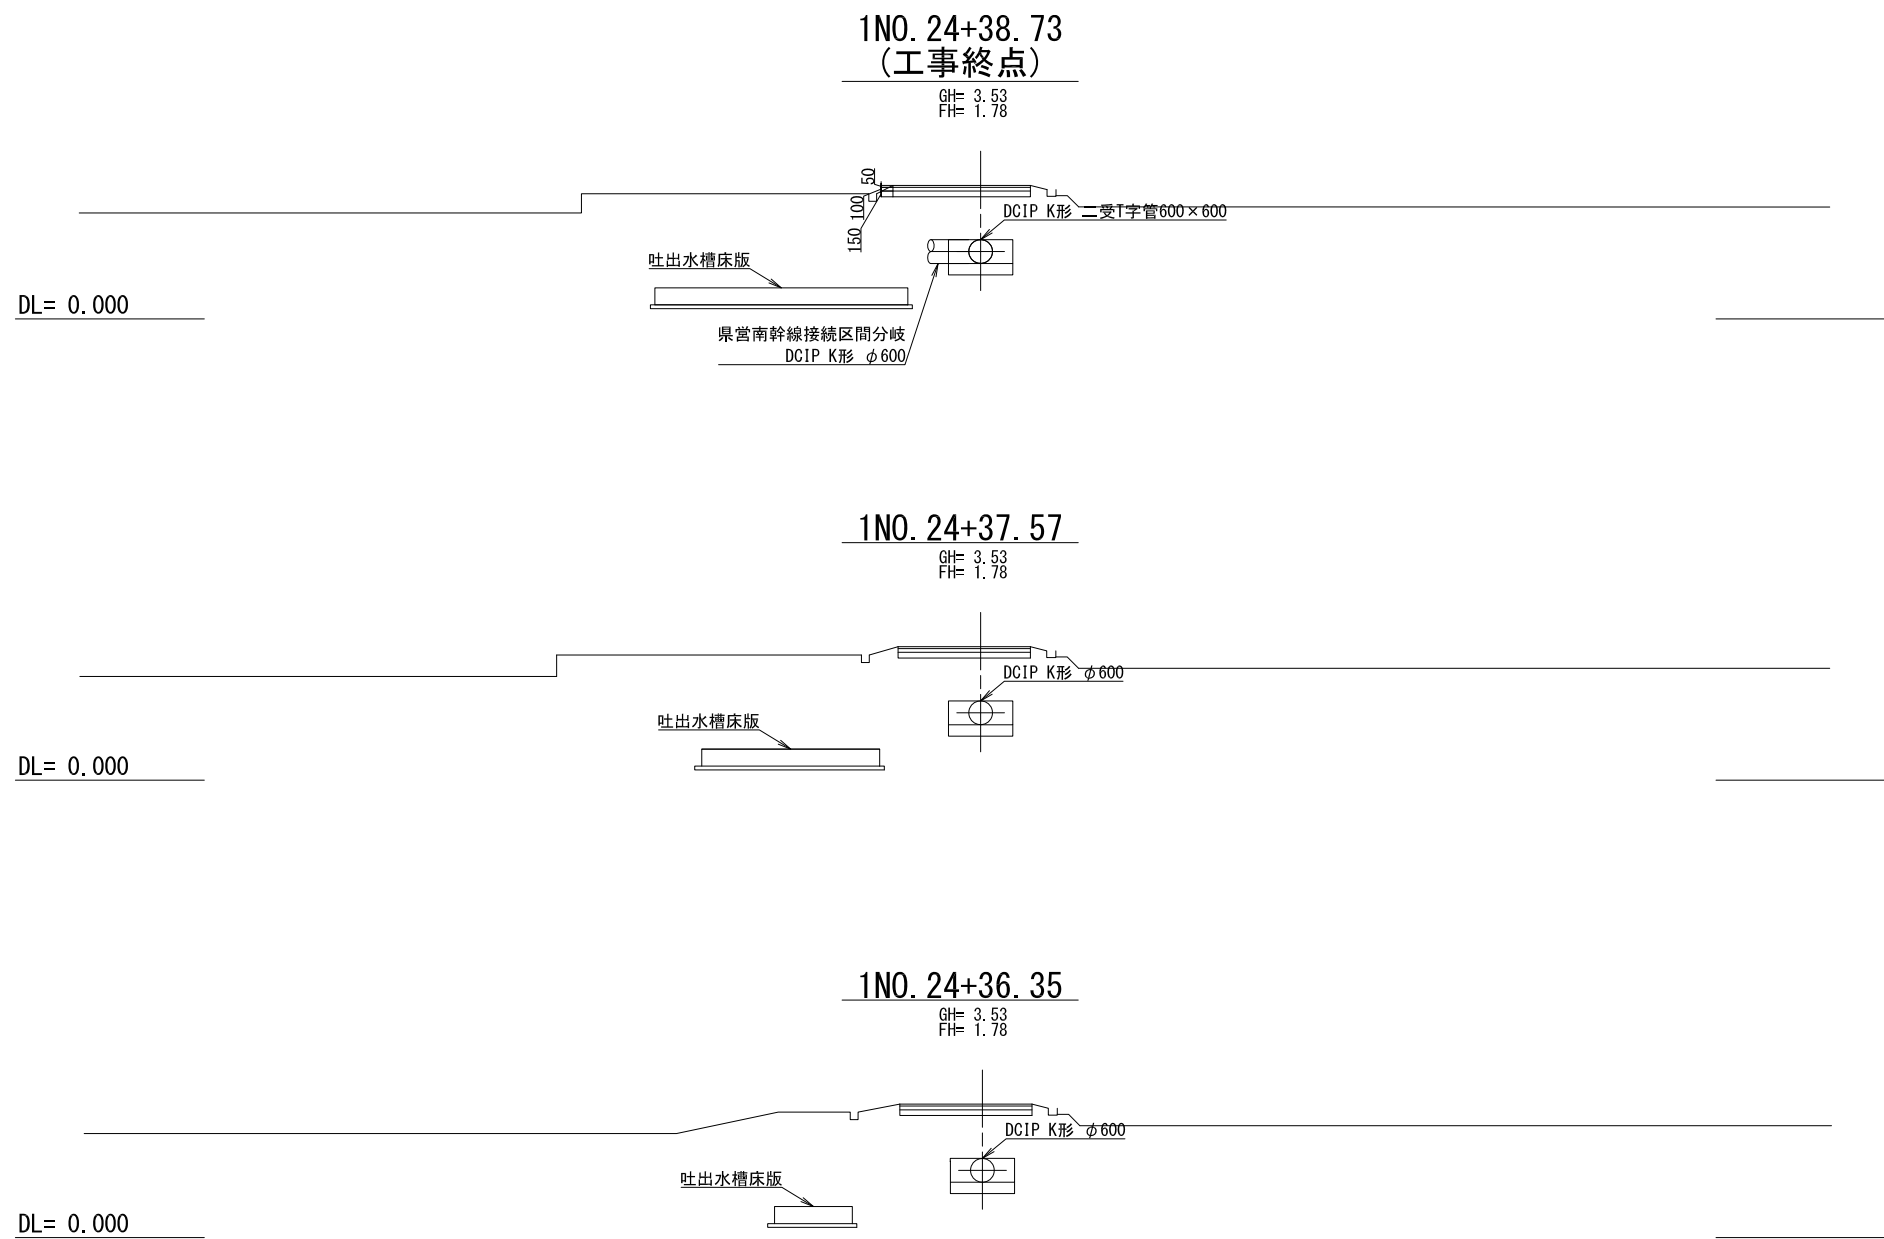 1NO. 24+38. 73
(工事終点)
GH= 3. 53
FH= 1. 78
50
100
150
DCIP K形 二受T字管600×600
吐出水槽床版
DL= 0. 000
県営南幹線接続区間分岐
DCIP K形 φ600
1NO. 24+37. 57
GH= 3. 53
FH= 1. 78
DCIP K形 φ600
吐出水槽床版
DL= 0. 000
1NO. 24+36. 35
GH= 3. 53
FH= 1. 78
DCIP K形 φ600
吐出水槽床版
DL= 0. 000